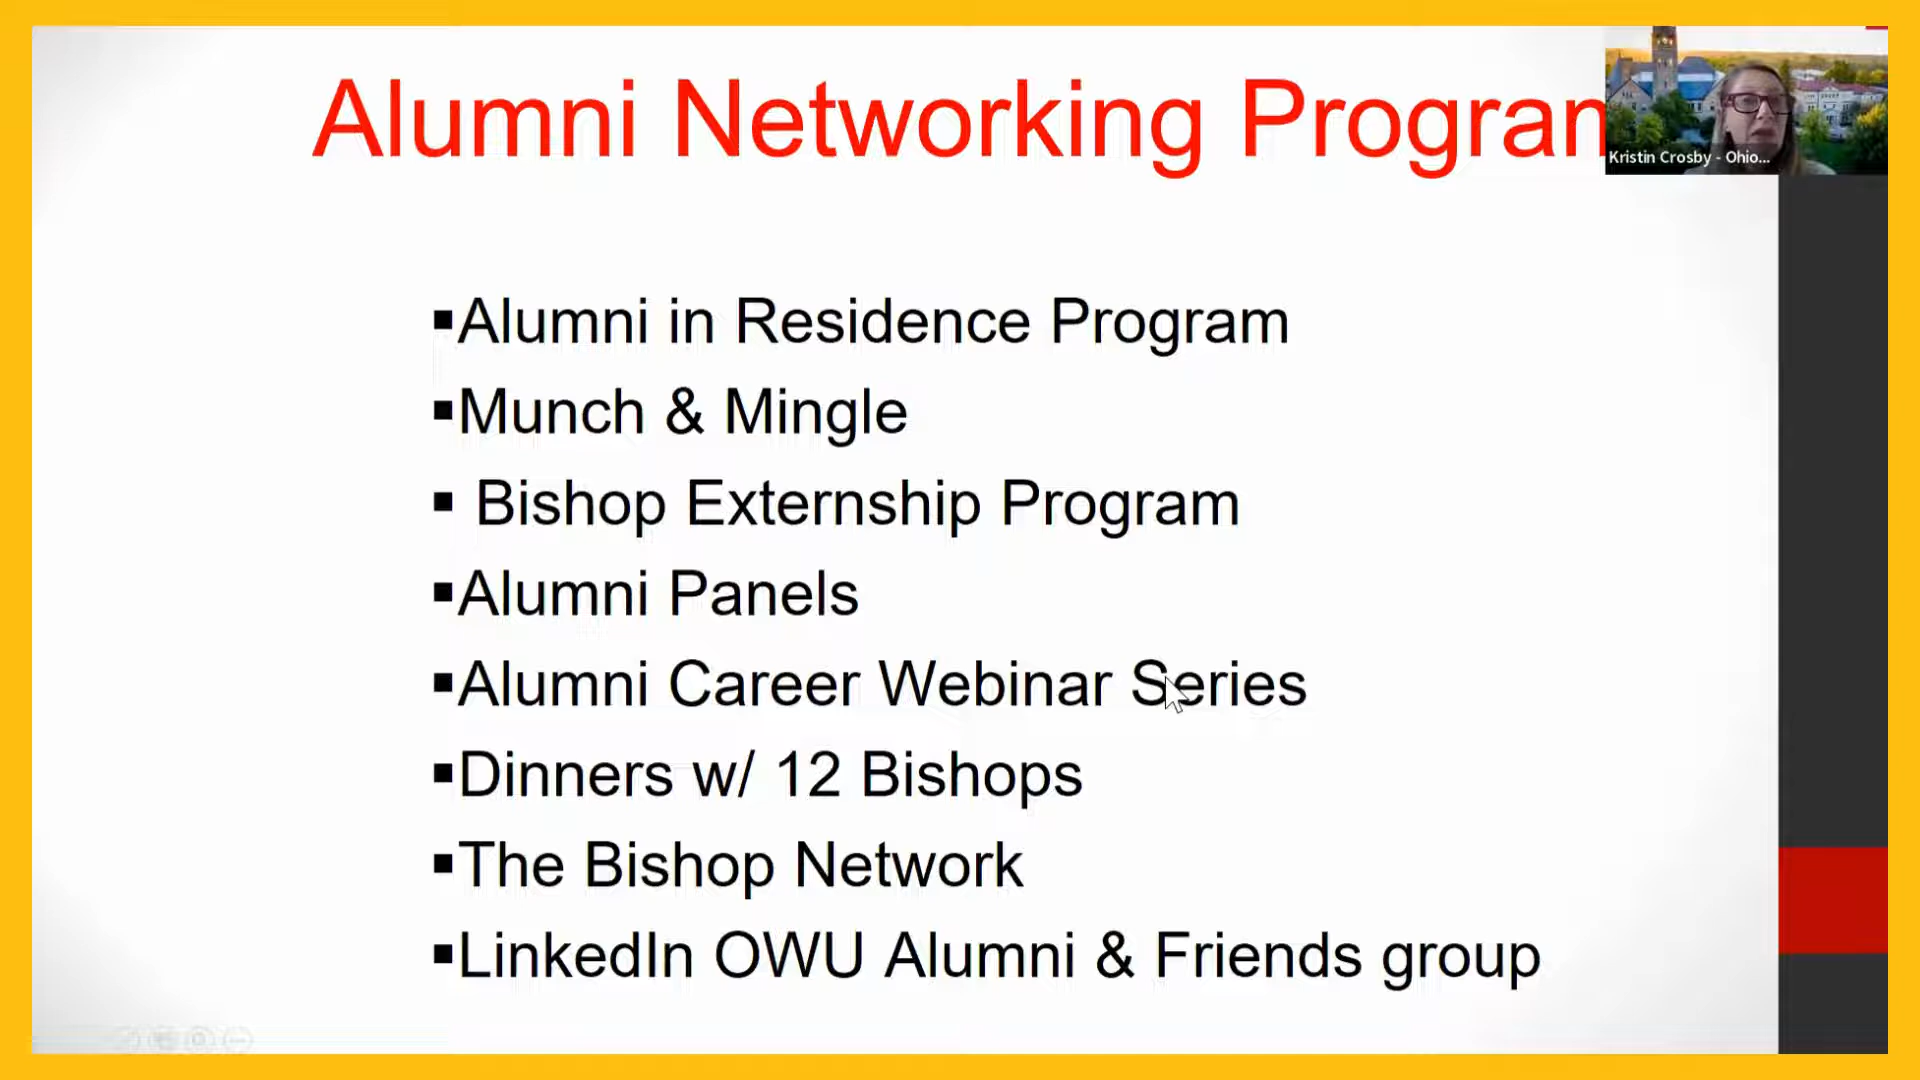 Alumni Networking Program
Kristin Crosby - Ohio...
▪Alumni in Residence Program
▪Munch & Mingle
▪ Bishop Externship Program
▪Alumni Panels
▪Alumni Career Webinar Series
▪Dinners w/ 12 Bishops
▪The Bishop Network
▪LinkedIn OWU Alumni & Friends group